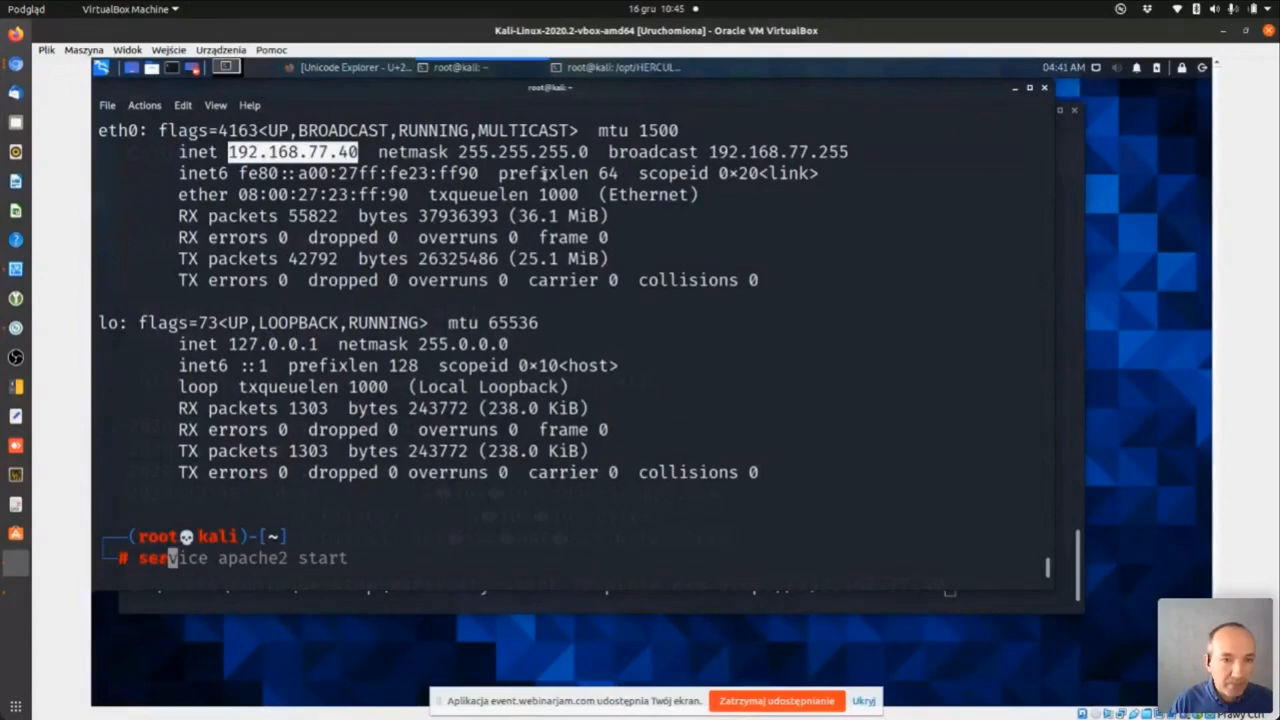 Podgląd VirtualBox Machine 16 gru 10:45
Kali-Linux-2020.2-vbox-amd64 [Uruchomiona] - Oracle VM VirtualBox
Plik Maszyna Widok Wejście Urządzenia Pomoc
[Unicode Explorer - U+2... root@kali: ~ root@kali: /opt/HERCUL... 04:41 AM
root@kali: ~
File Actions Edit View Help
eth0: flags=4163<UP,BROADCAST,RUNNING,MULTICAST> mtu 1500
inet 192.168.77.40 netmask 255.255.255.0 broadcast 192.168.77.255
inet6 fe80::a00:27ff:fe23:ff90 prefixlen 64 scopeid 0×20<link>
ether 08:00:27:23:ff:90 txqueuelen 1000 (Ethernet)
RX packets 55822 bytes 37936393 (36.1 MiB)
RX errors 0 dropped 0 overruns 0 frame 0
TX packets 42792 bytes 26325486 (25.1 MiB)
TX errors 0 dropped 0 overruns 0 carrier 0 collisions 0
lo: flags=73<UP,LOOPBACK,RUNNING> mtu 65536
inet 127.0.0.1 netmask 255.0.0.0
inet6 ::1 prefixlen 128 scopeid 0×10<host>
loop txqueuelen 1000 (Local Loopback)
RX packets 1303 bytes 243772 (238.0 KiB)
RX errors 0 dropped 0 overruns 0 frame 0
TX packets 1303 bytes 243772 (238.0 KiB)
TX errors 0 dropped 0 overruns 0 carrier 0 collisions 0
(root💀kali)-[~]
# service apache2 start
Aplikacja event.webinarjam.com udostępnia Twój ekran. Zatrzymaj udostępnianie Ukryj
Prawy Ctrl